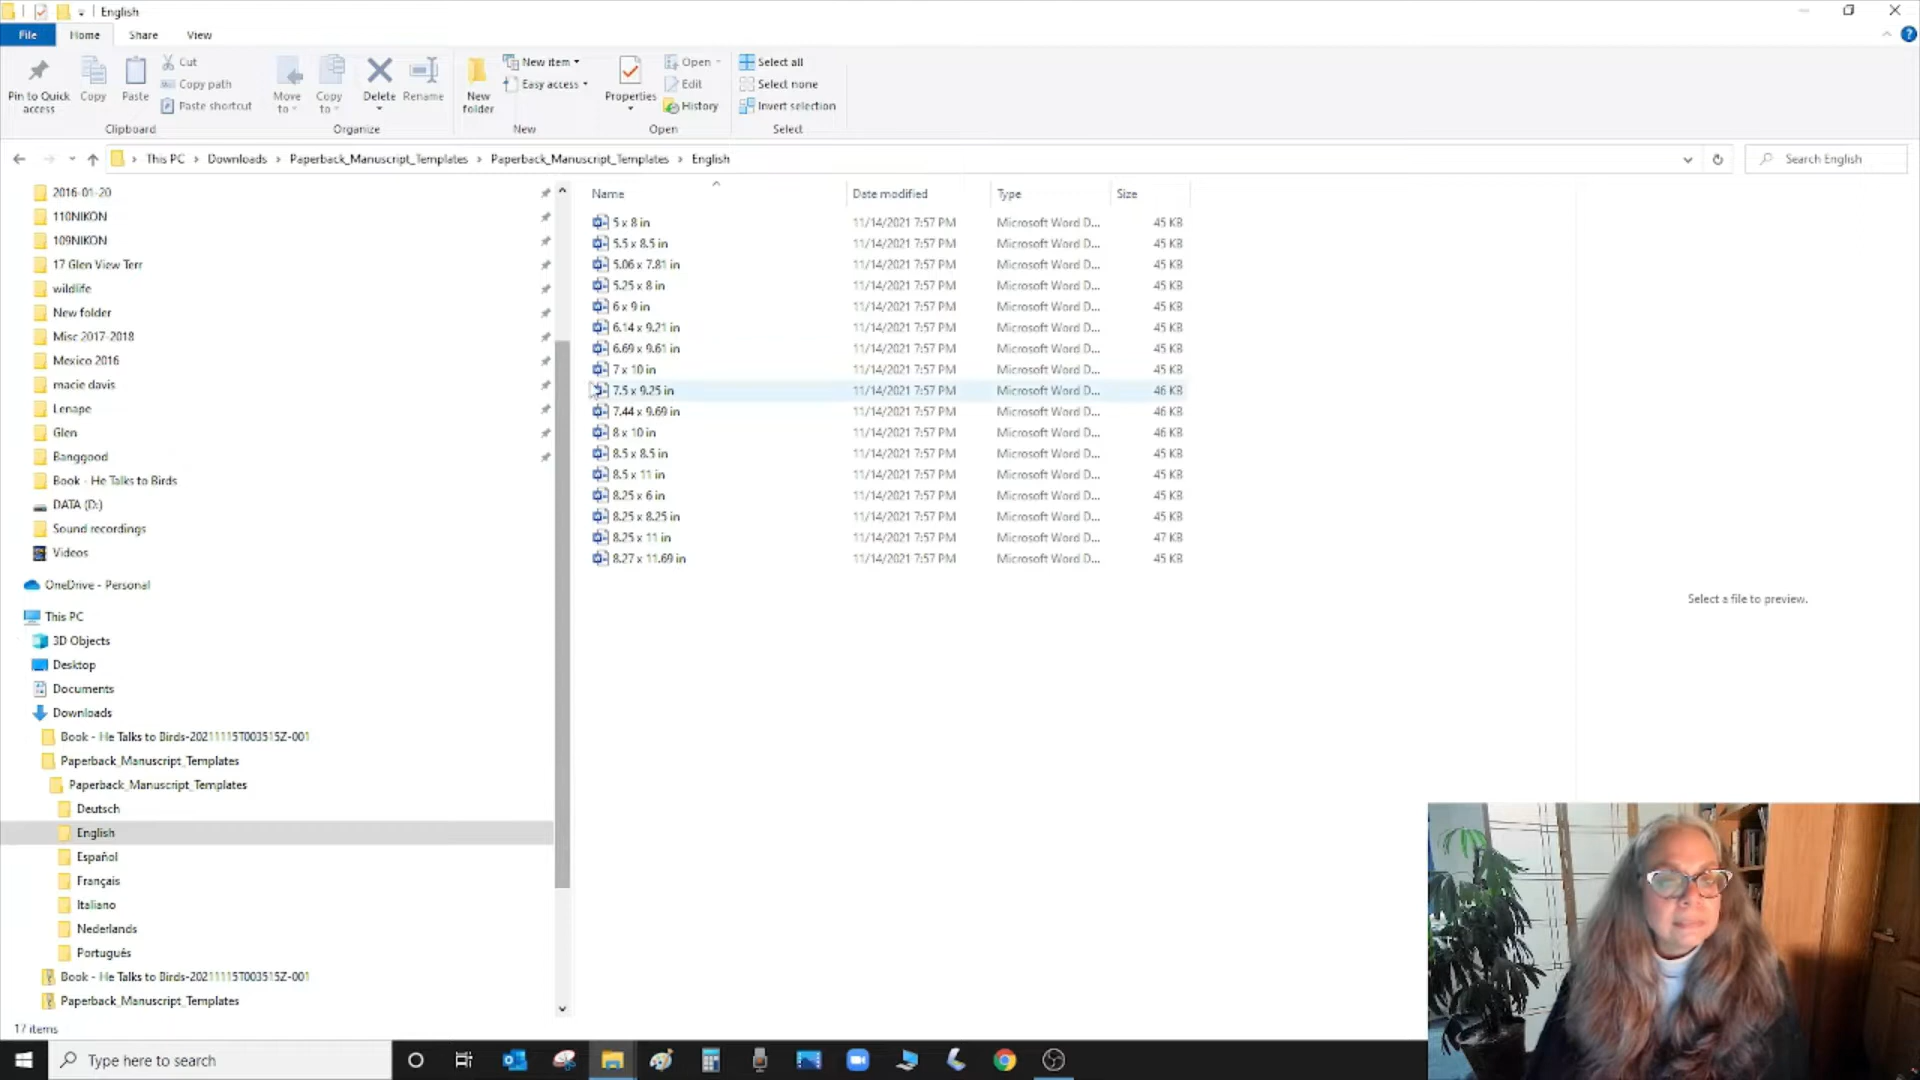 English
File Home Share View
Pin to Quick access
Copy
Paste
Cut
Copy path
Paste shortcut
Clipboard
Move to
Copy to
Delete
Rename
Organize
New folder
New item
Easy access
New
Properties
Open
Edit
History
Open
Select all
Select none
Invert selection
Select
This PC > Downloads > Paperback_Manuscript_Templates > Paperback_Manuscript_Templates > English
Search English
2016-01-20
110NIKON
109NIKON
17 Glen View Terr
wildlife
New folder
Misc 2017-2018
Mexico 2016
macie davis
Lenape
Glen
Banggood
Book - He Talks to Birds
DATA (D:)
Sound recordings
Videos
OneDrive - Personal
This PC
3D Objects
Desktop
Documents
Downloads
Book - He Talks to Birds-20211115T003515Z-001
Paperback_Manuscript_Templates
Paperback_Manuscript_Templates
Deutsch
English
Español
Français
Italiano
Nederlands
Português
Book - He Talks to Birds-20211115T003515Z-001
Paperback_Manuscript_Templates
Name Date modified Type Size
5 x 8 in 11/14/2021 7:57 PM Microsoft Word D... 45 KB
5.5 x 8.5 in 11/14/2021 7:57 PM Microsoft Word D... 45 KB
5.06 x 7.81 in 11/14/2021 7:57 PM Microsoft Word D... 45 KB
5.25 x 8 in 11/14/2021 7:57 PM Microsoft Word D... 45 KB
6 x 9 in 11/14/2021 7:57 PM Microsoft Word D... 45 KB
6.14 x 9.21 in 11/14/2021 7:57 PM Microsoft Word D... 45 KB
6.69 x 9.61 in 11/14/2021 7:57 PM Microsoft Word D... 45 KB
7 x 10 in 11/14/2021 7:57 PM Microsoft Word D... 45 KB
7.5 x 9.25 in 11/14/2021 7:57 PM Microsoft Word D... 46 KB
7.44 x 9.69 in 11/14/2021 7:57 PM Microsoft Word D... 46 KB
8 x 10 in 11/14/2021 7:57 PM Microsoft Word D... 46 KB
8.5 x 8.5 in 11/14/2021 7:57 PM Microsoft Word D... 45 KB
8.5 x 11 in 11/14/2021 7:57 PM Microsoft Word D... 45 KB
8.25 x 6 in 11/14/2021 7:57 PM Microsoft Word D... 45 KB
8.25 x 8.25 in 11/14/2021 7:57 PM Microsoft Word D... 45 KB
8.25 x 11 in 11/14/2021 7:57 PM Microsoft Word D... 47 KB
8.27 x 11.69 in 11/14/2021 7:57 PM Microsoft Word D... 45 KB
Select a file to preview.
17 items
Type here to search